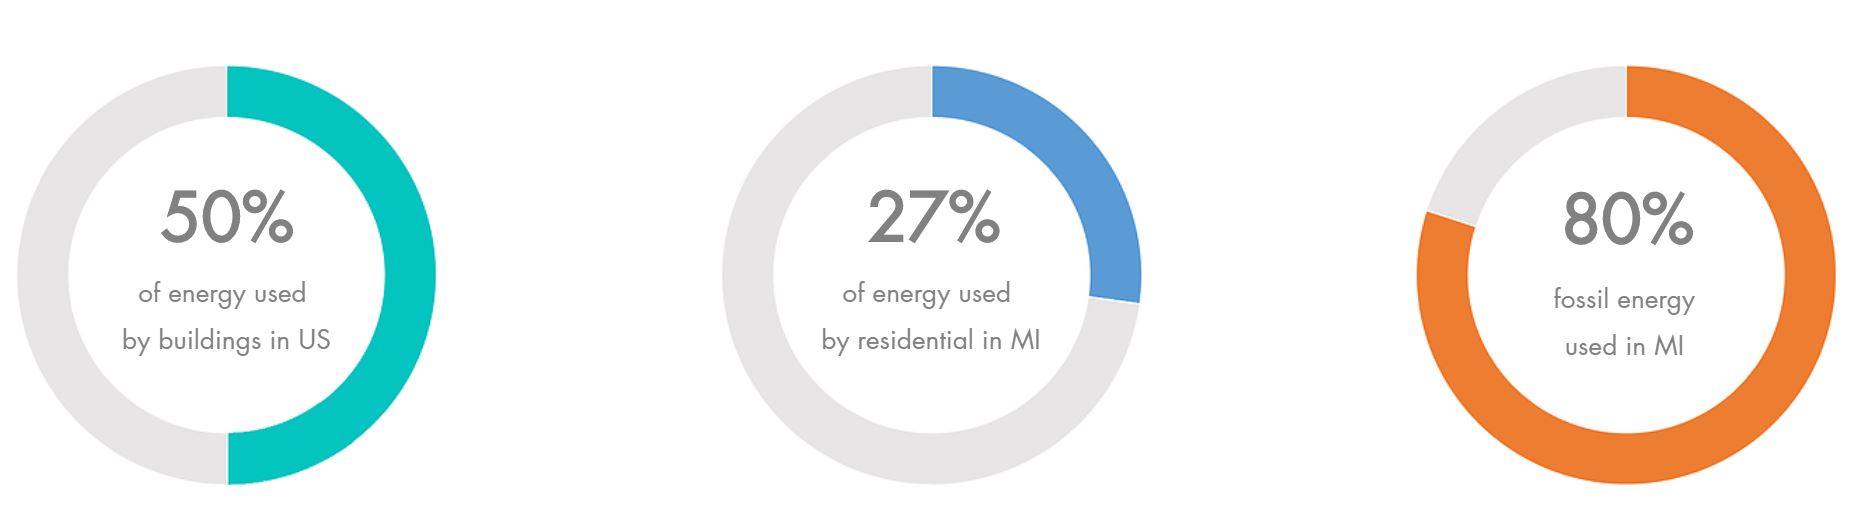 50%
of energy used
by buildings in US
27%
of energy used
by residential in MI
80%
fossil energy
used in MI